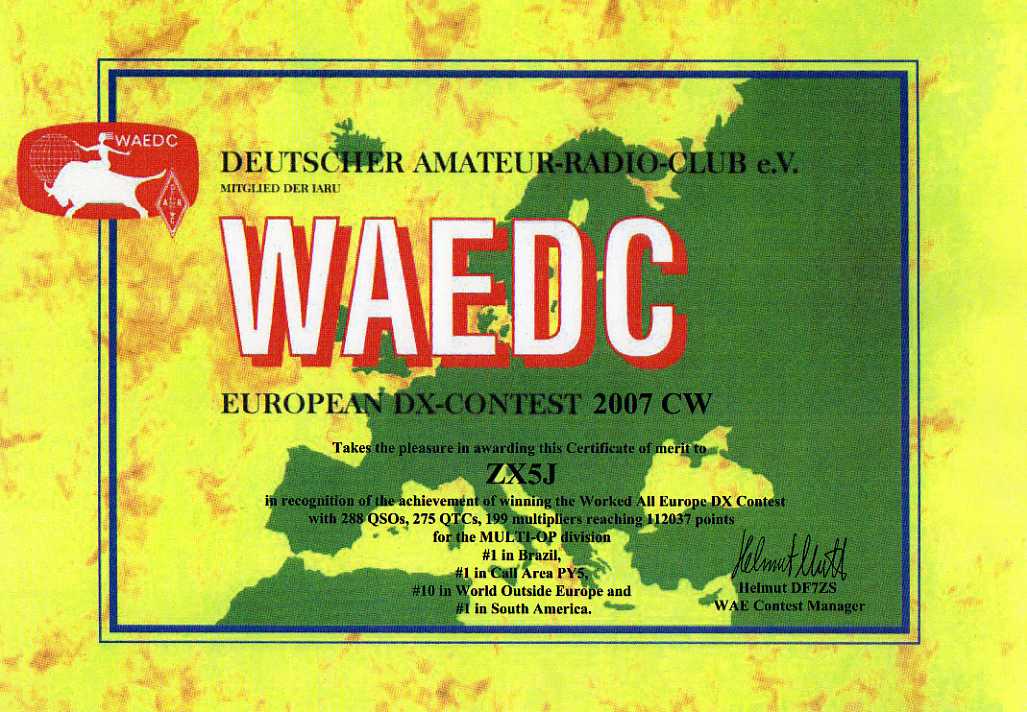 WAEDC
DEUTSCHER AMATEUR-RADIO-CLUB e.V.
MITGLIED DER IARU
WAEDC
EUROPEAN DX-CONTEST 2007 CW
Takes the pleasure in awarding this Certificate of merit to
ZX5J
in recognition of the achievement of winning the Worked All Europe DX Contest
with 288 QSOs, 275 QTCs, 199 multipliers reaching 112037 points
for the MULTI-OP division
#1 in Brazil,
#1 in Call Area PY5,
#10 in World Outside Europe and
#1 in South America.
Helmut DF7ZS
WAE Contest Manager